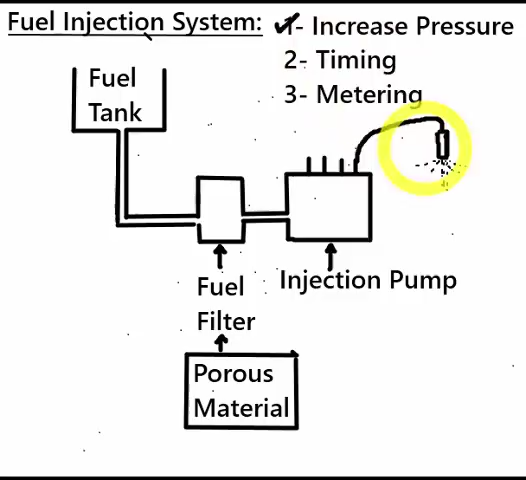 Fuel Injection System:
1- Increase Pressure
2- Timing
3- Metering
Fuel
Tank
Injection Pump
Fuel
Filter
Porous
Material